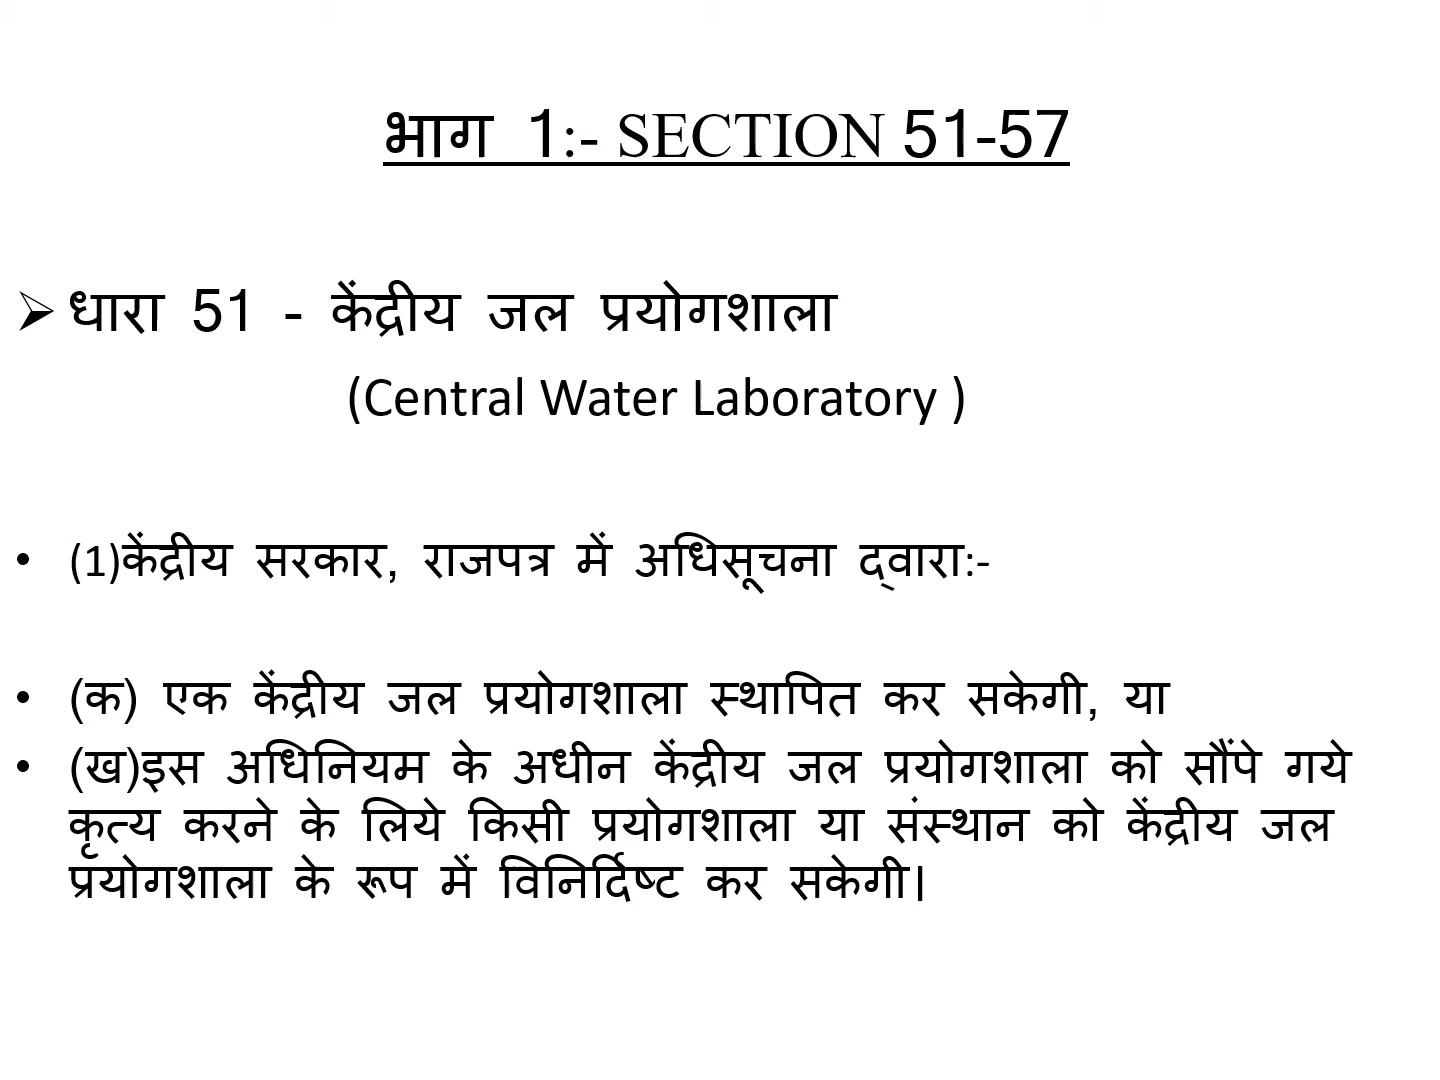 भाग 1:- SECTION 51-57
➢ धारा 51 - केंद्रीय जल प्रयोगशाला
(Central Water Laboratory )
• (1)केंद्रीय सरकार, राजपत्र में अधिसूचना द्वारा:-
• (क) एक केंद्रीय जल प्रयोगशाला स्थापित कर सकेगी, या
• (ख)इस अधिनियम के अधीन केंद्रीय जल प्रयोगशाला को सौंपे गये
कृत्य करने के लिये किसी प्रयोगशाला या संस्थान को केंद्रीय जल
प्रयोगशाला के रूप में विनिर्दिष्ट कर सकेगी।